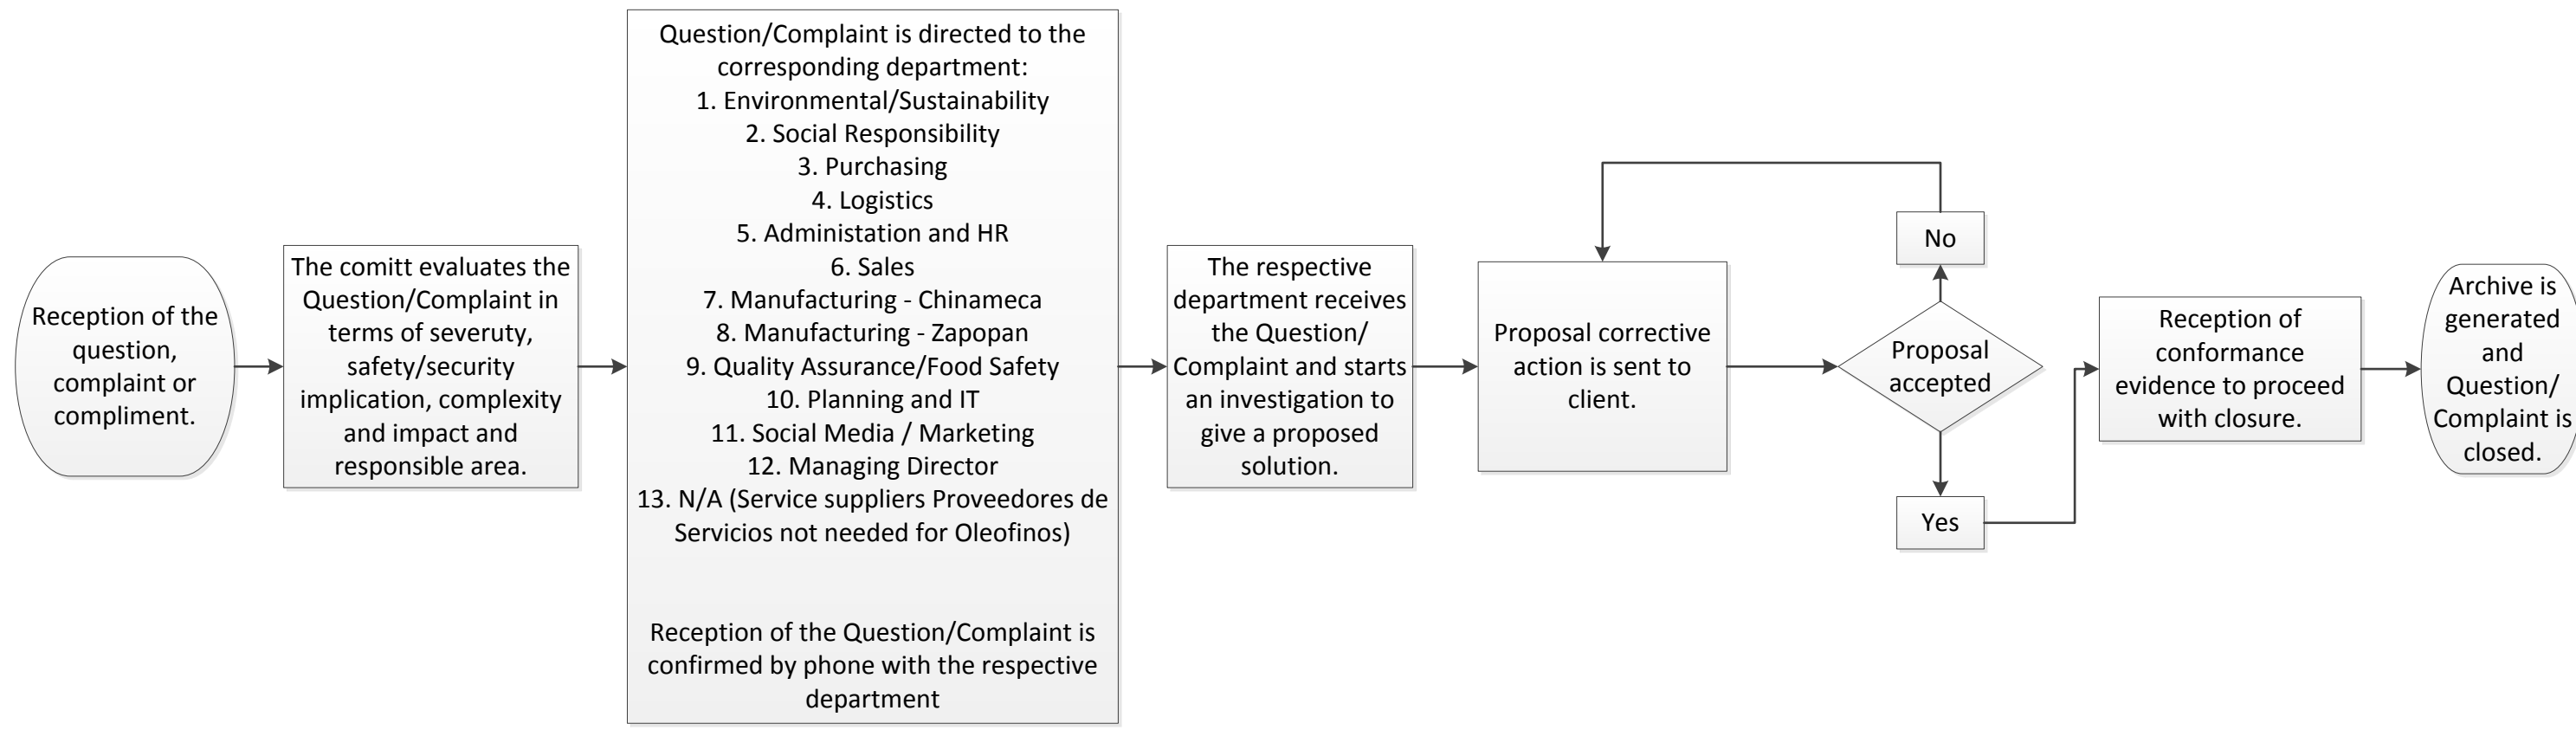 Reception of the
question,
complaint or
compliment.
The comitt evaluates the
Question/Complaint in
terms of severuty,
safety/security
implication, complexity
and impact and
responsible area.
Question/Complaint is directed to the
corresponding department:
1. Environmental/Sustainability
2. Social Responsibility
3. Purchasing
4. Logistics
5. Administation and HR
6. Sales
7. Manufacturing - Chinameca
8. Manufacturing - Zapopan
9. Quality Assurance/Food Safety
10. Planning and IT
11. Social Media / Marketing
12. Managing Director
13. N/A (Service suppliers Proveedores de
Servicios not needed for Oleofinos)
Reception of the Question/Complaint is
confirmed by phone with the respective
department
The respective
department receives
the Question/
Complaint and starts
an investigation to
give a proposed
solution.
Proposal corrective
action is sent to
client.
No
Proposal
accepted
Yes
Reception of
conformance
evidence to proceed
with closure.
Archive is
generated
and
Question/
Complaint is
closed.